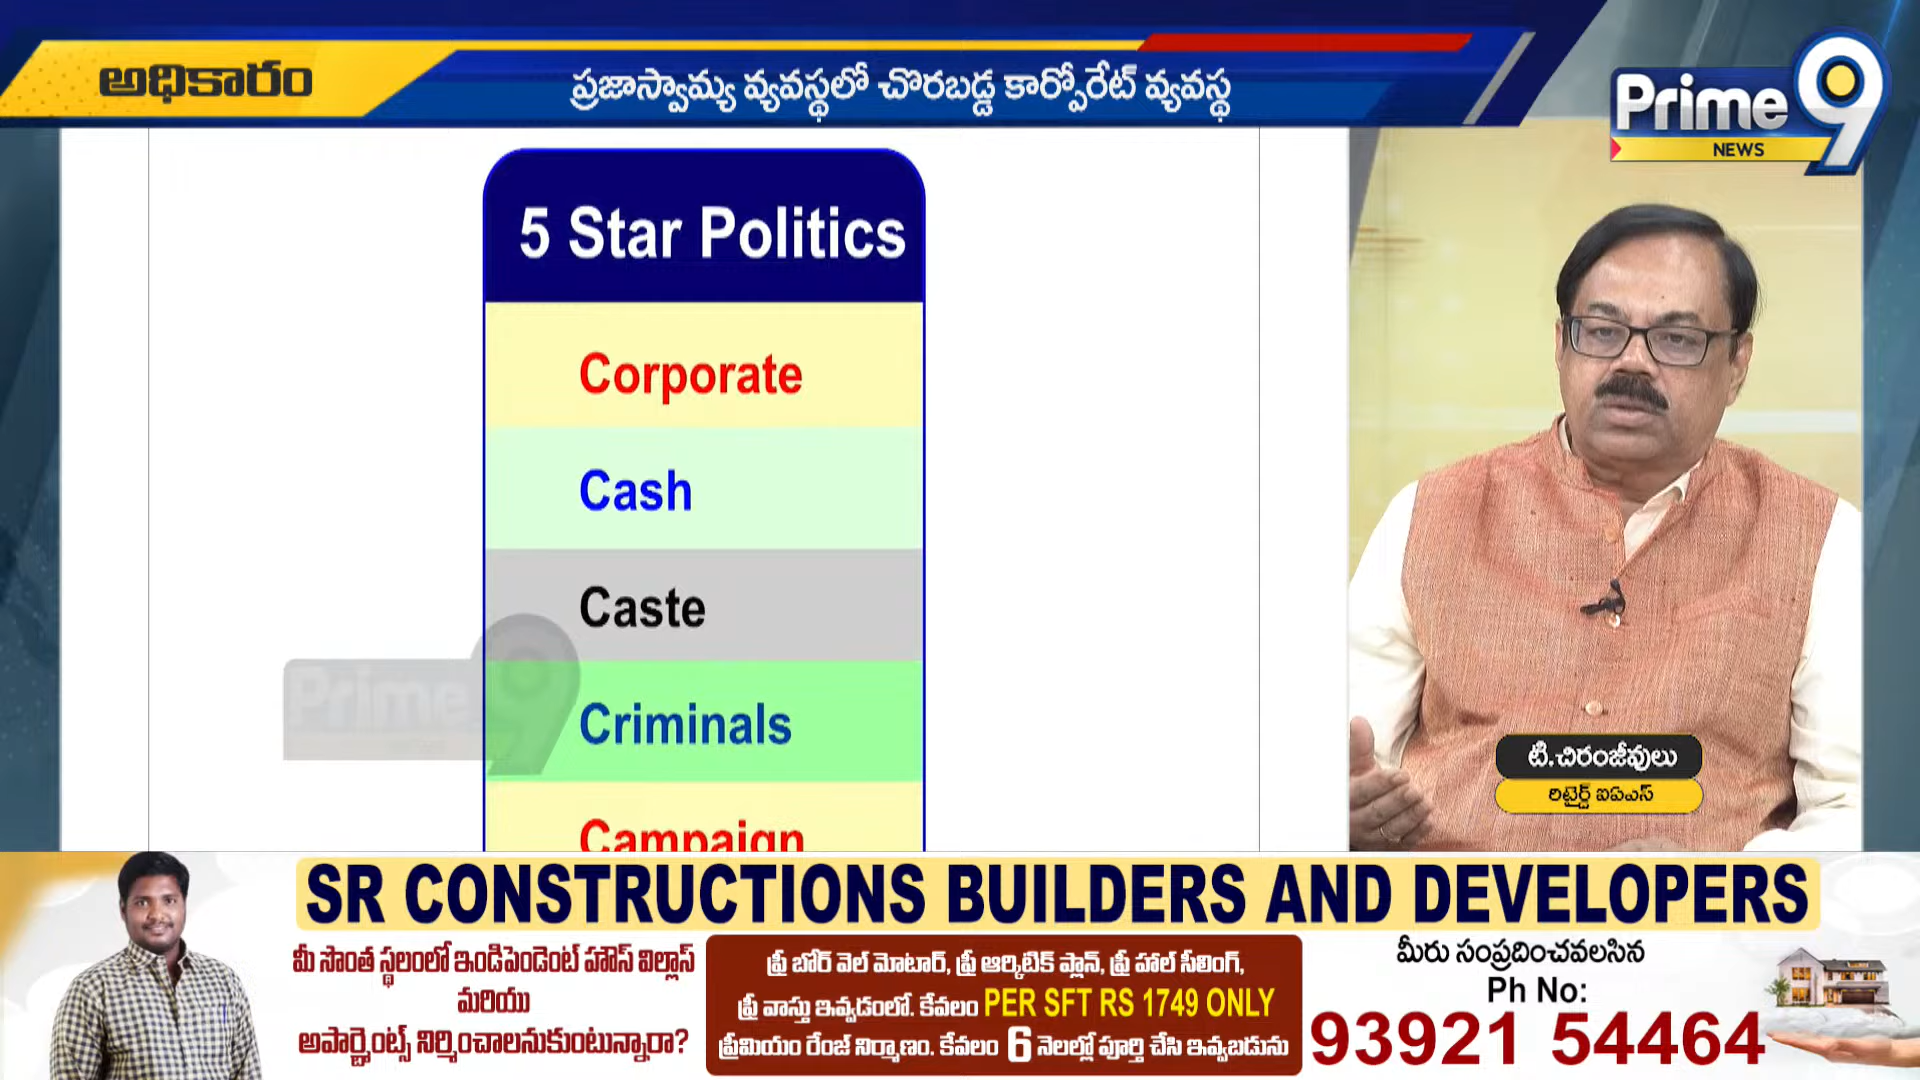 అధికారం
ప్రజాస్వామ్య వ్యవస్థలో చొరబడ్డ కార్పోరేట్ వ్యవస్థ
Prime9
NEWS
5 Star Politics
Corporate
Cash
Caste
Criminals
Campaign
Prime9
టి.చిరంజీవులు
రిటైర్డ్ ఐఏఎస్
SR CONSTRUCTIONS BUILDERS AND DEVELOPERS
మీ సొంత స్థలంలో ఇండిపెండెంట్ హౌస్ విల్లాస్
మరియు
అపార్ట్మెంట్స్ నిర్మించాలనుకుంటున్నారా?
ఫ్రీ బోర్ వెల్ మోటార్, ఫ్రీ ఆర్కిటిక్ ప్లాన్, ఫ్రీ హాల్ సీలింగ్,
ఫ్రీ వాస్తు ఇవ్వడంలో. కేవలం PER SFT RS 1749 ONLY
ప్రీమియం రేంజ్ నిర్మాణం. కేవలం 6 నెలల్లో పూర్తి చేసి ఇవ్వబడును
మీరు సంప్రదించవలసిన
Ph No:
93921 54464